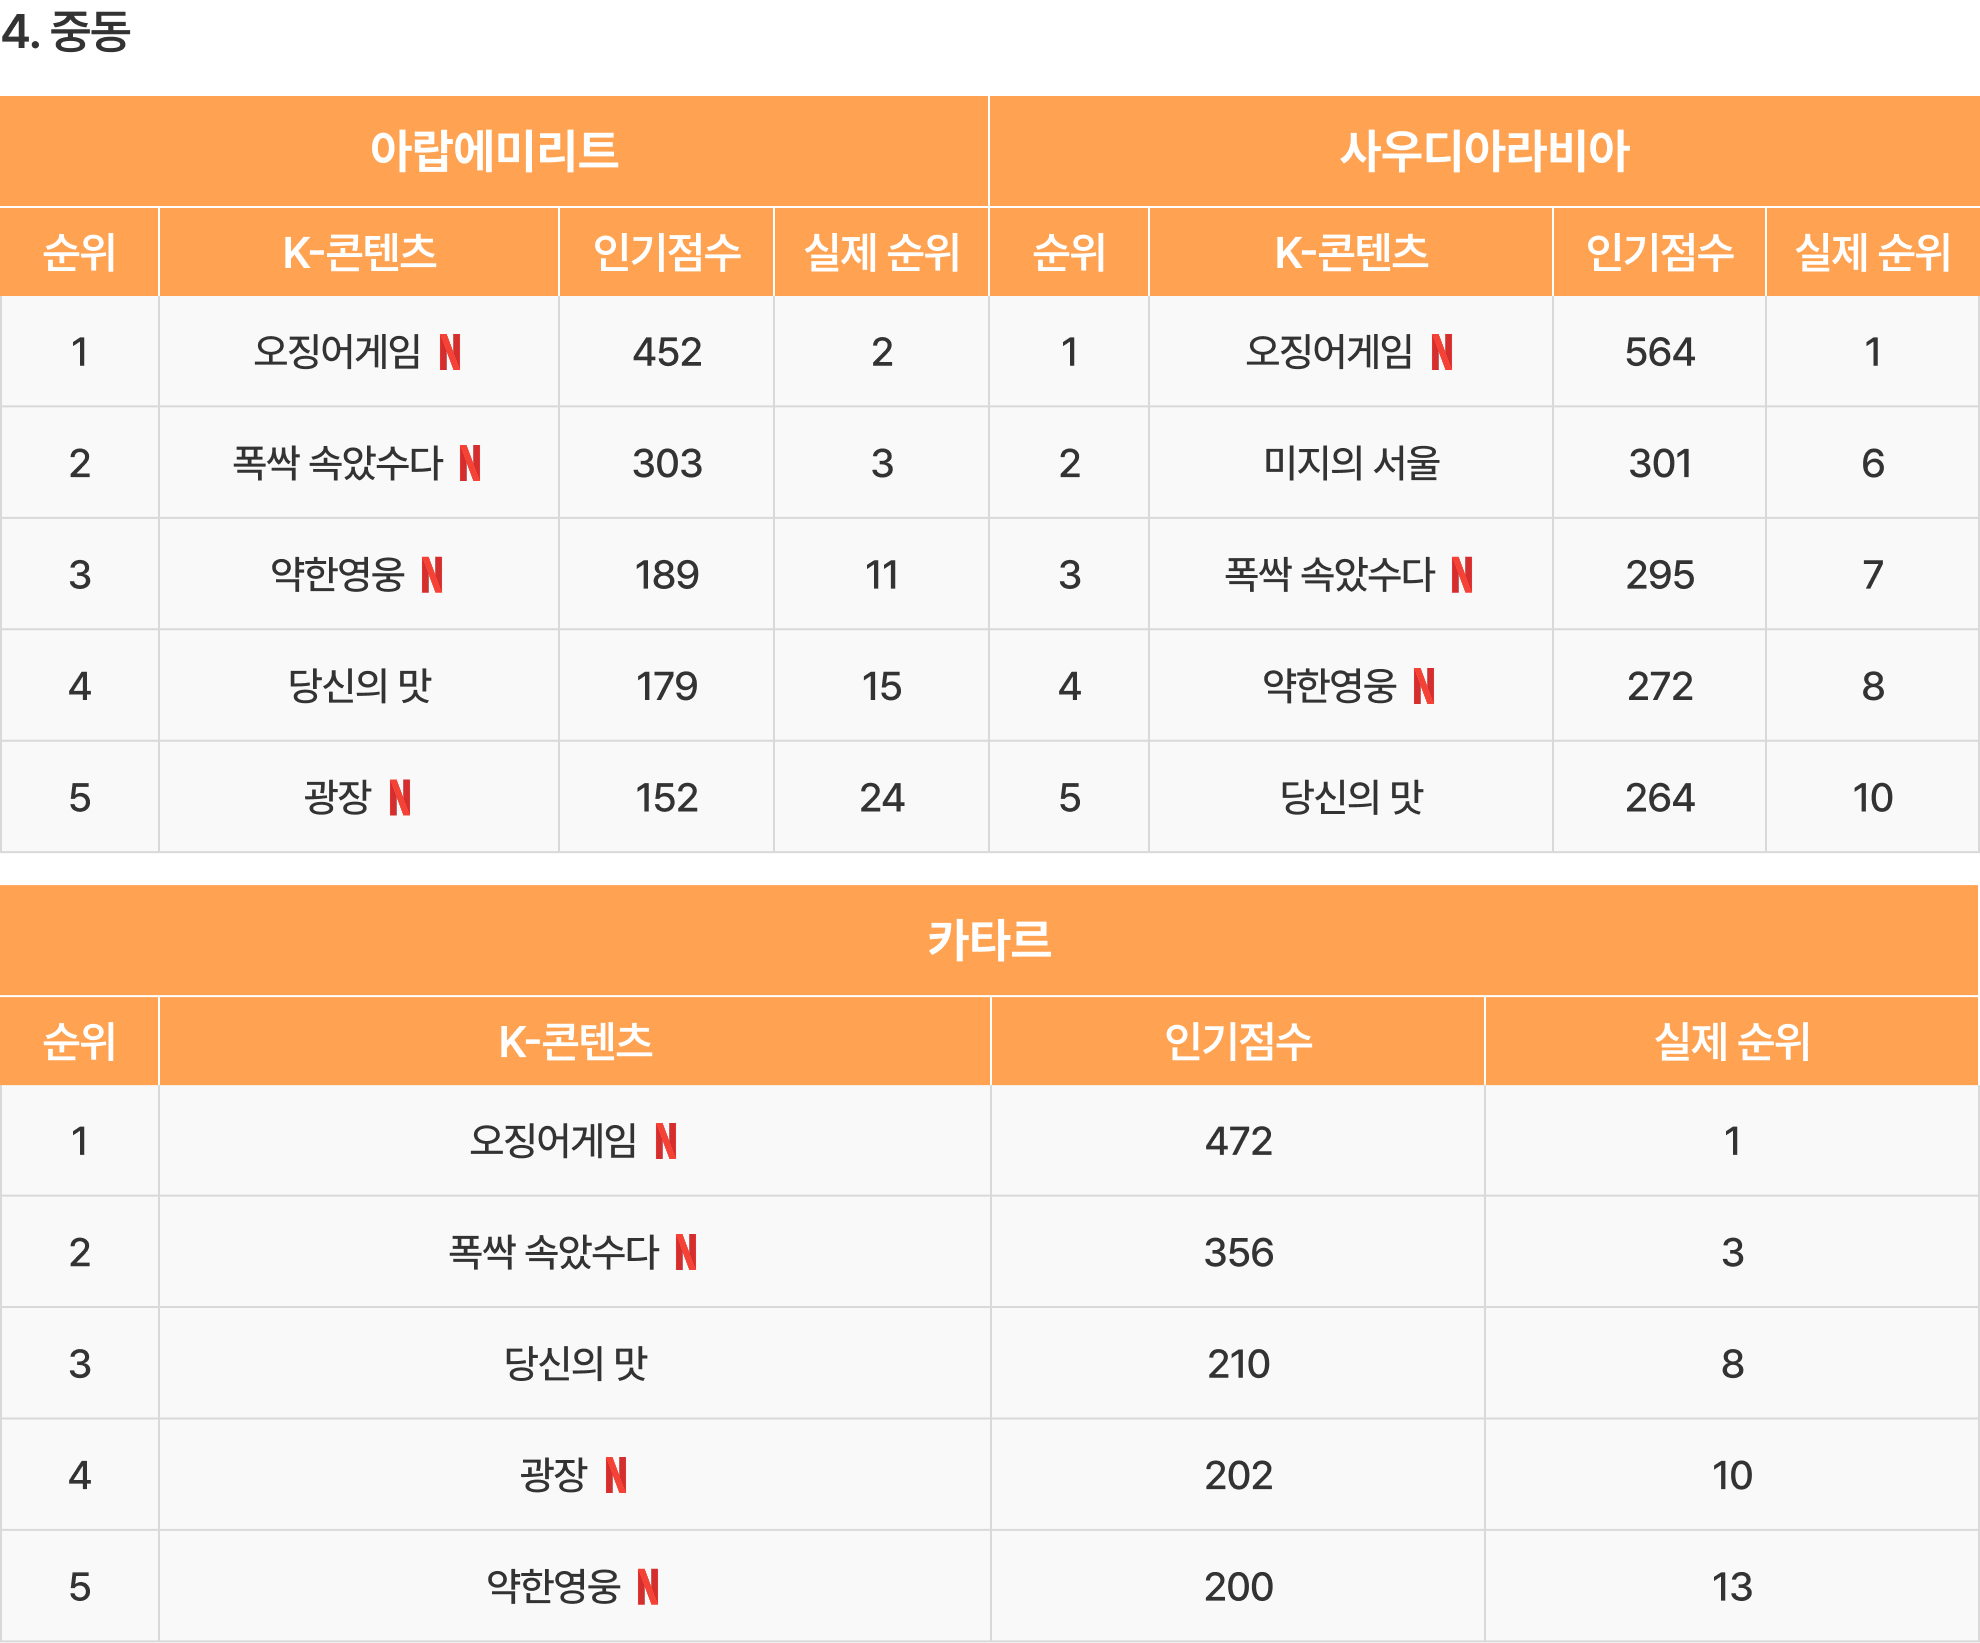 4. 중동
아랍에미리트 사우디아라비아
순위 K-콘텐츠 인기점수 실제 순위 순위 K-콘텐츠 인기점수 실제 순위
1 오징어게임 N 452 2 1 오징어게임 N 564 1
2 폭싹 속았수다 N 303 3 2 미지의 서울 301 6
3 약한영웅 N 189 11 3 폭싹 속았수다 N 295 7
4 당신의 맛 179 15 4 약한영웅 N 272 8
5 광장 N 152 24 5 당신의 맛 264 10
카타르
순위 K-콘텐츠 인기점수 실제 순위
1 오징어게임 N 472 1
2 폭싹 속았수다 N 356 3
3 당신의 맛 210 8
4 광장 N 202 10
5 약한영웅 N 200 13